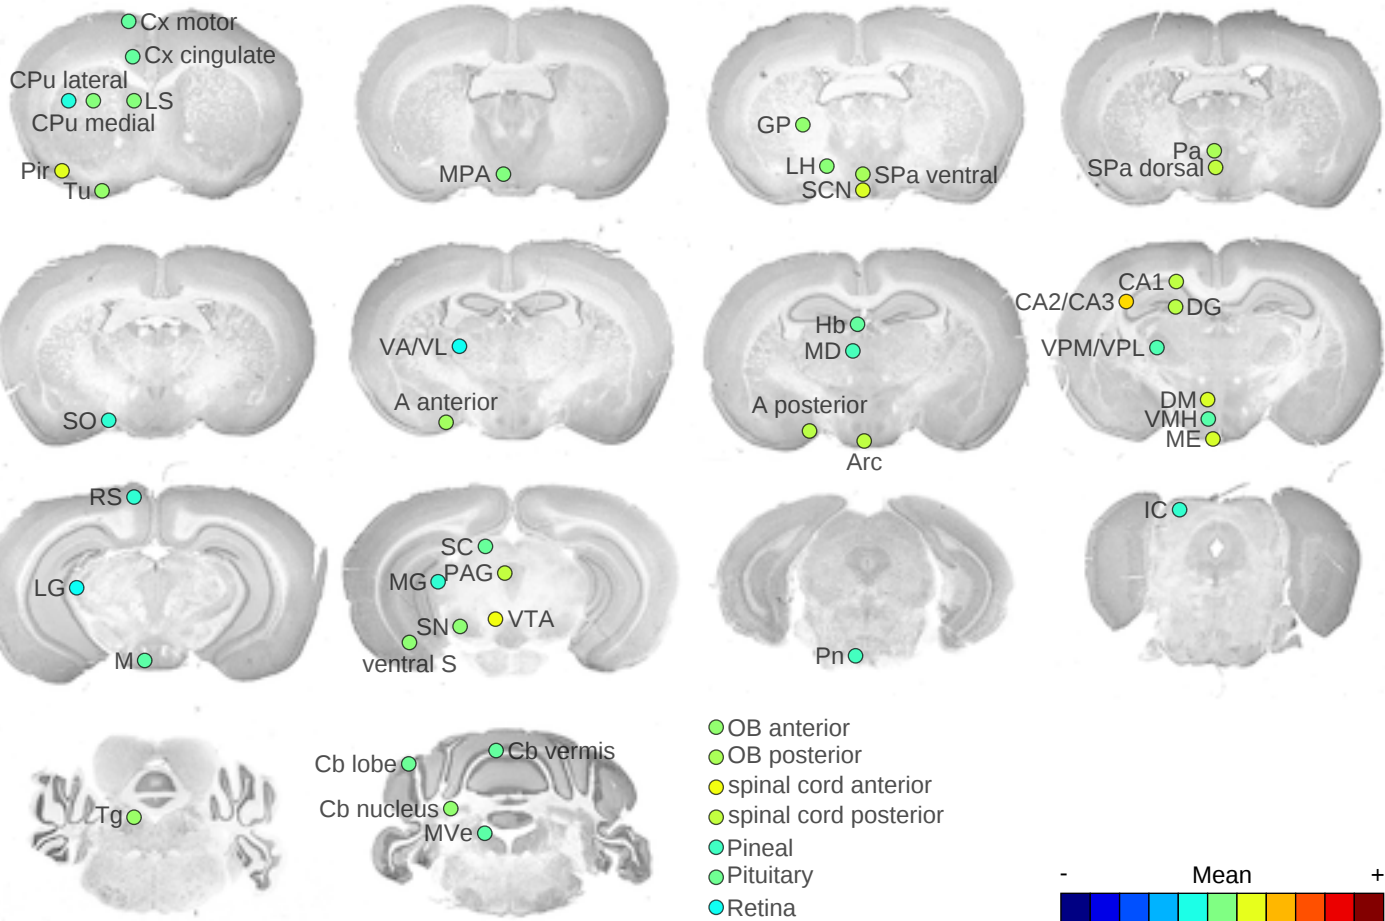 Cx motor
Cx cingulate
CPu lateral
LS
CPu medial
Pir
Tu
MPA
GP
LH
SPa ventral
SCN
Pa
SPa dorsal
SO
VA/VL
A anterior
Hb
MD
A posterior
Arc
CA1
CA2/CA3
DG
VPM/VPL
DM
VMH
ME
RS
LG
M
SC
PAG
MG
VTA
SN
ventral S
Pn
IC
Tg
Cb vermis
Cb lobe
Cb nucleus
MVe
OB anterior
OB posterior
spinal cord anterior
spinal cord posterior
Pineal
Pituitary
Retina
- Mean +